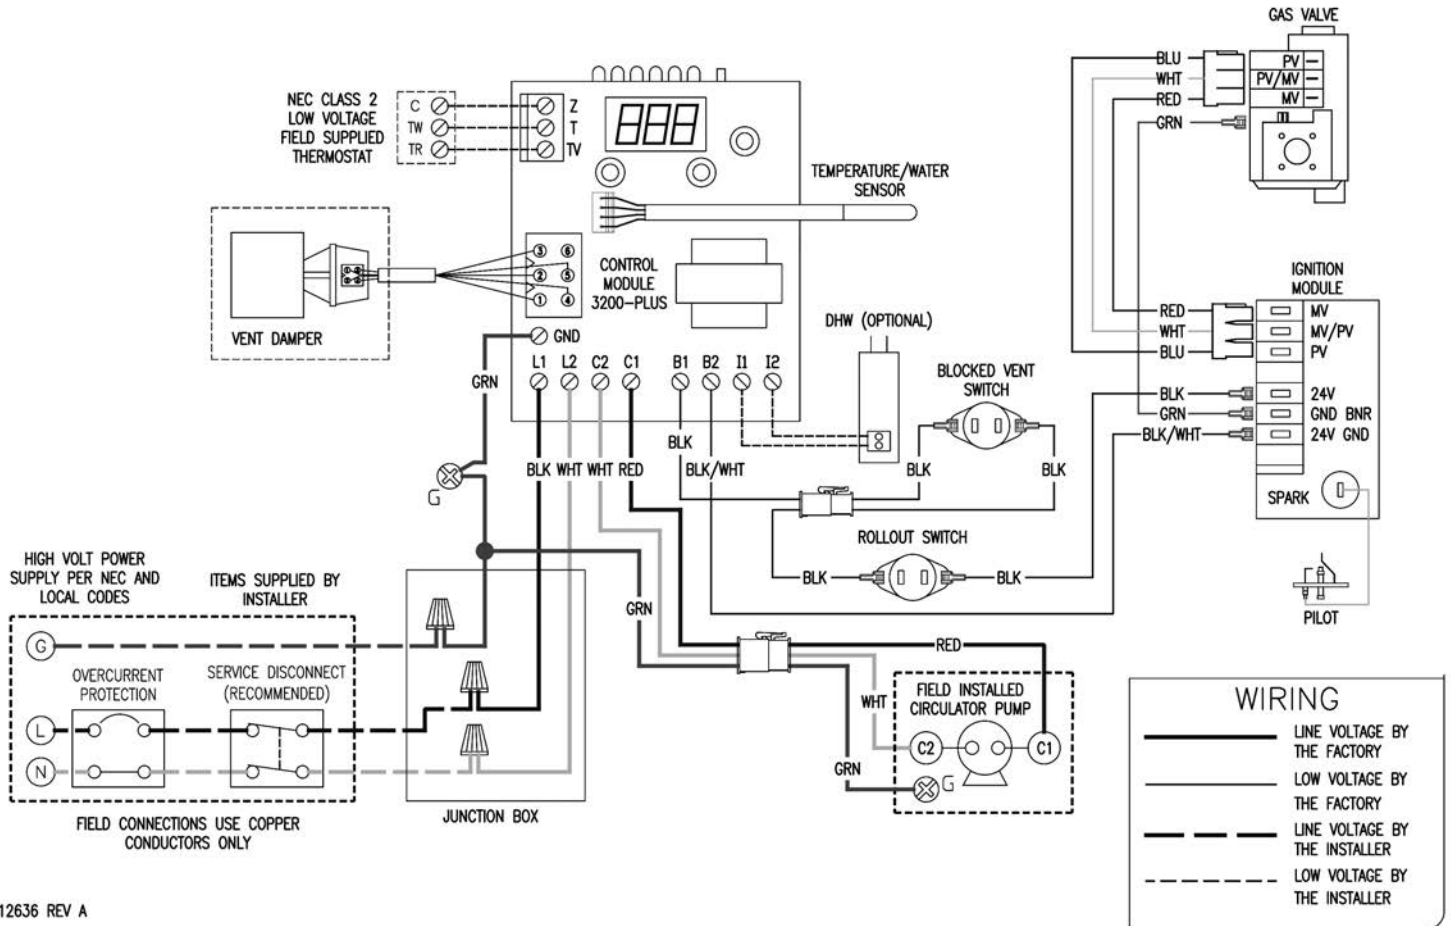 GAS VALVE
BLU
WHT
RED
GRN
PV
PV/MV
MV
NEC CLASS 2
LOW VOLTAGE
FIELD SUPPLIED
THERMOSTAT
C
TW
TR
Z
T
TV
888
TEMPERATURE/WATER
SENSOR
VENT DAMPER
3 6
2 5
1 4
CONTROL
MODULE
3200-PLUS
GND
L1 L2 C2 C1 B1 B2 I1 I2
GRN
DHW (OPTIONAL)
BLOCKED VENT
SWITCH
IGNITION
MODULE
RED
WHT
BLU
MV
MV/PV
PV
BLK
GRN
BLK/WHT
24V
GND BNR
24V GND
SPARK
PILOT
BLK
BLK WHT WHT RED
BLK/WHT
BLK
BLK
G
ROLLOUT SWITCH
BLK
BLK
HIGH VOLT POWER
SUPPLY PER NEC AND
LOCAL CODES
ITEMS SUPPLIED BY
INSTALLER
G
OVERCURRENT
PROTECTION
SERVICE DISCONNECT
(RECOMMENDED)
L
N
FIELD CONNECTIONS USE COPPER
CONDUCTORS ONLY
JUNCTION BOX
GRN
RED
WHT
GRN
FIELD INSTALLED
CIRCULATOR PUMP
C2
C1
G
WIRING
LINE VOLTAGE BY
THE FACTORY
LOW VOLTAGE BY
THE FACTORY
LINE VOLTAGE BY
THE INSTALLER
LOW VOLTAGE BY
THE INSTALLER
12636 REV A